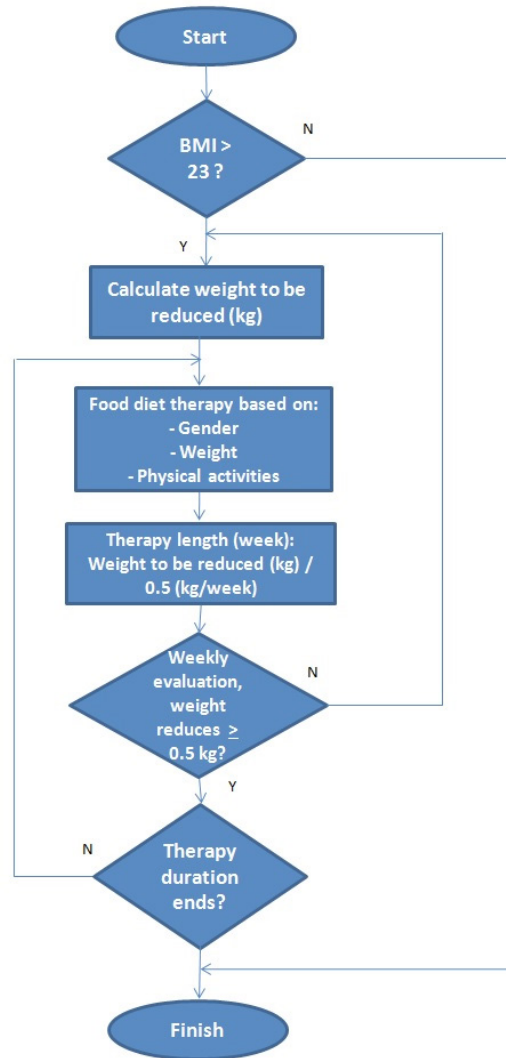 Start
BMI >
23 ?
N
Y
Calculate weight to be
reduced (kg)
Food diet therapy based on:
- Gender
- Weight
- Physical activities
Therapy length (week):
Weight to be reduced (kg) /
0.5 (kg/week)
Weekly
evaluation,
weight
reduces ≥
0.5 kg?
N
Y
Therapy
duration
ends?
N
Finish